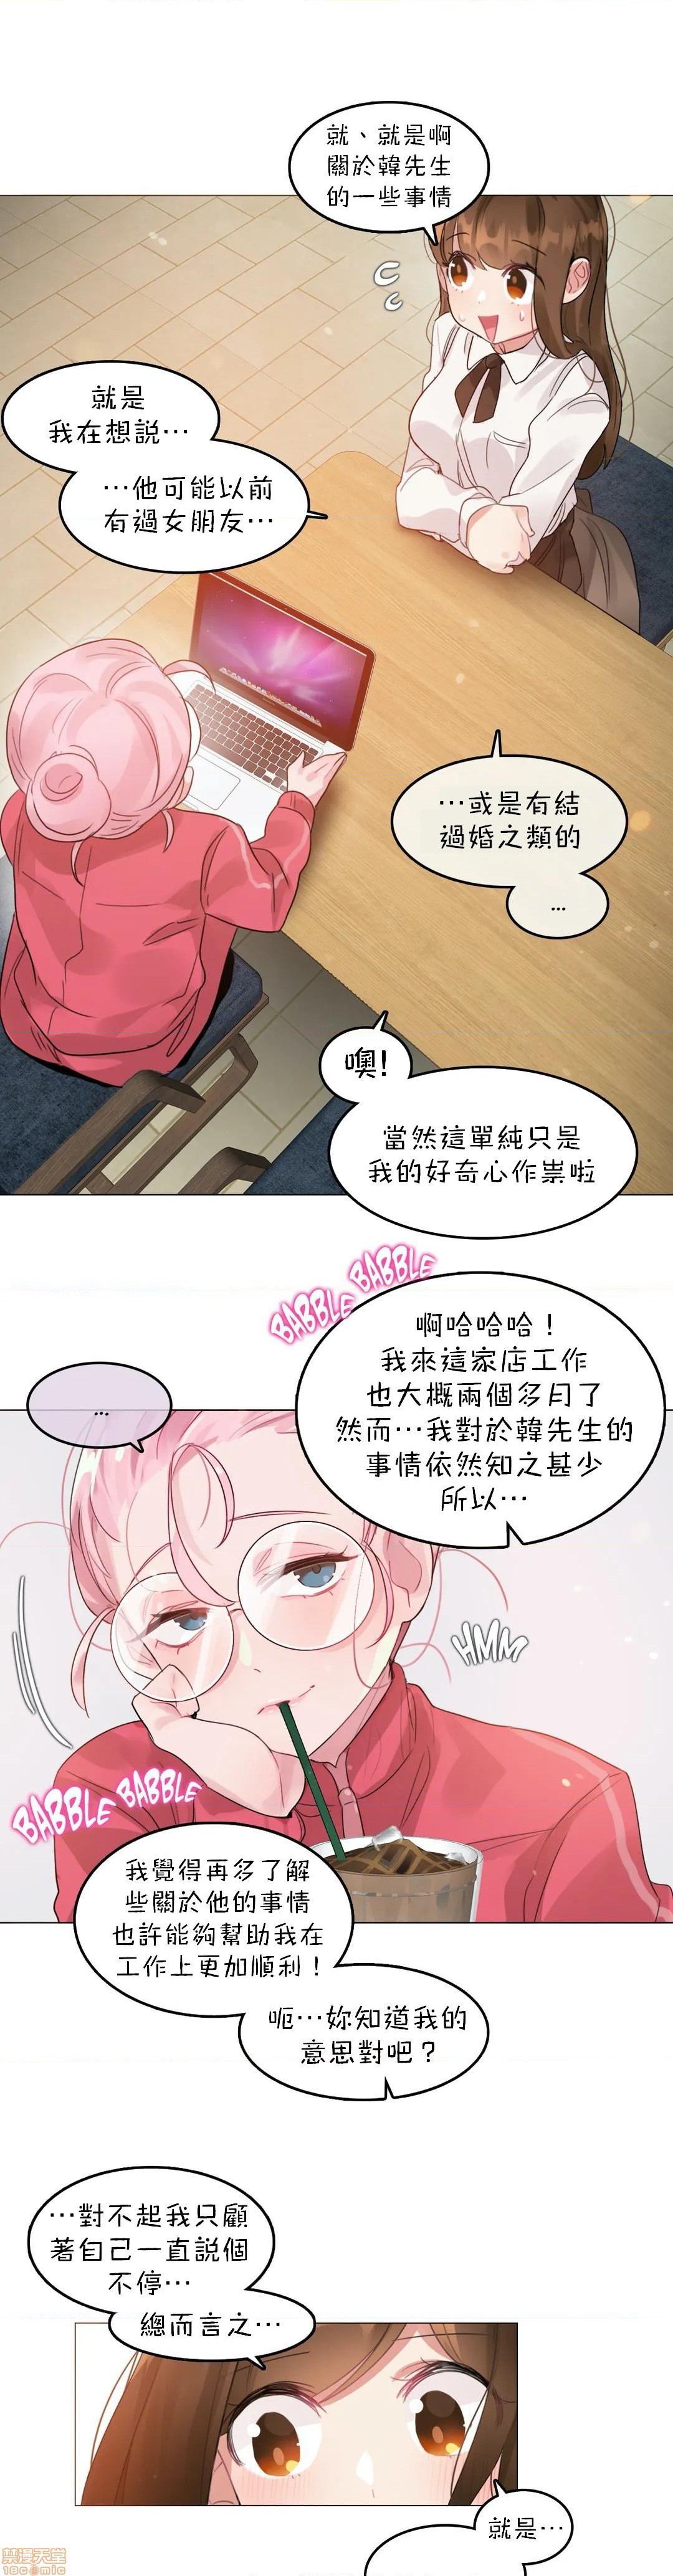 就、就是啊
關於韓先生
的一些事情
就是
我在想說⋯
⋯他可能以前
有過女朋友⋯
⋯或是有結
過婚之類的
...
噢!
當然這單純只是
我的好奇心作祟啦
BABBLE BABBLE
啊哈哈哈！
我來這家店工作
也大概兩個多月了
然而⋯我對於韓先生的
事情依然知之甚少
所以⋯
...
HMM
BABBLE BABBLE
我覺得再多了解
些關於他的事情
也許能夠幫助我在
工作上更加順利！
呃⋯妳知道我的
意思對吧？
⋯對不起我只顧
著自己一直說個
不停⋯
總而言之⋯
就是⋯
禁漫天堂
18comic